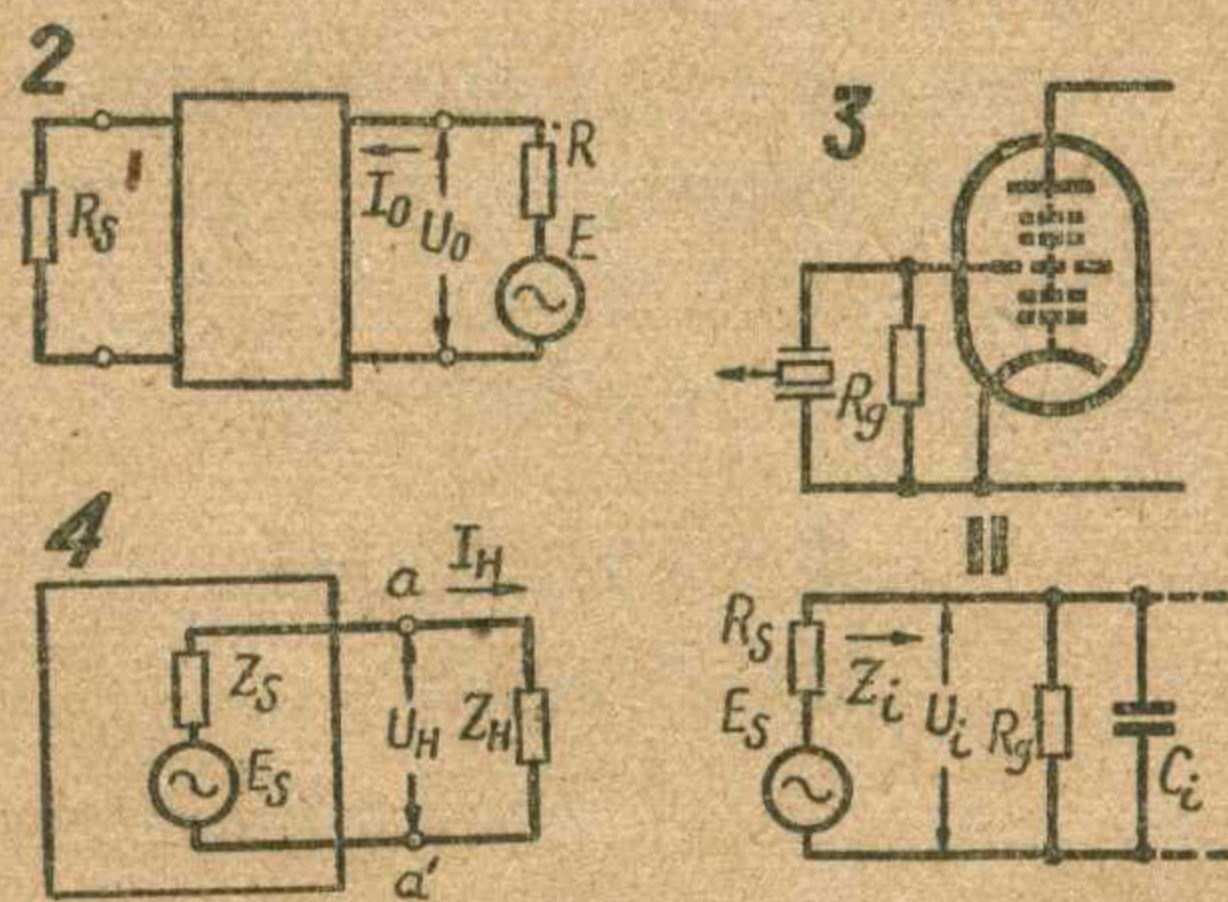 2
R
R_S
I_0
U_0
E
3
R_g
4
a
I_H
Z_S
U_H
Z_H
E_S
a'
R_S
Z_i
E_S
U_i
R_g
C_i